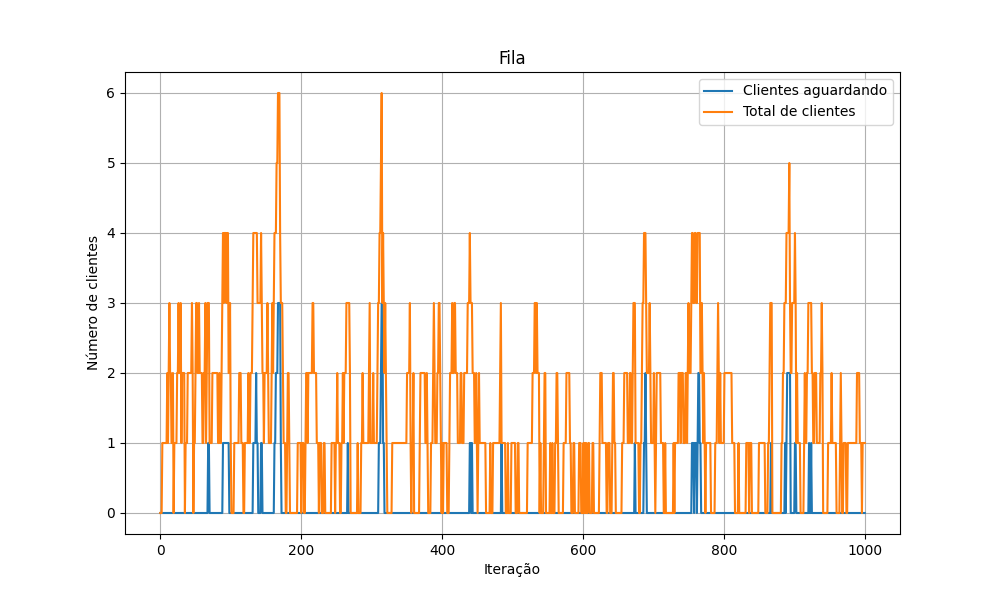 Fila
Clientes aguardando
Total de clientes
Número de clientes
6
5
4
3
2
1
0
0 200 400 600 800 1000
Iteração